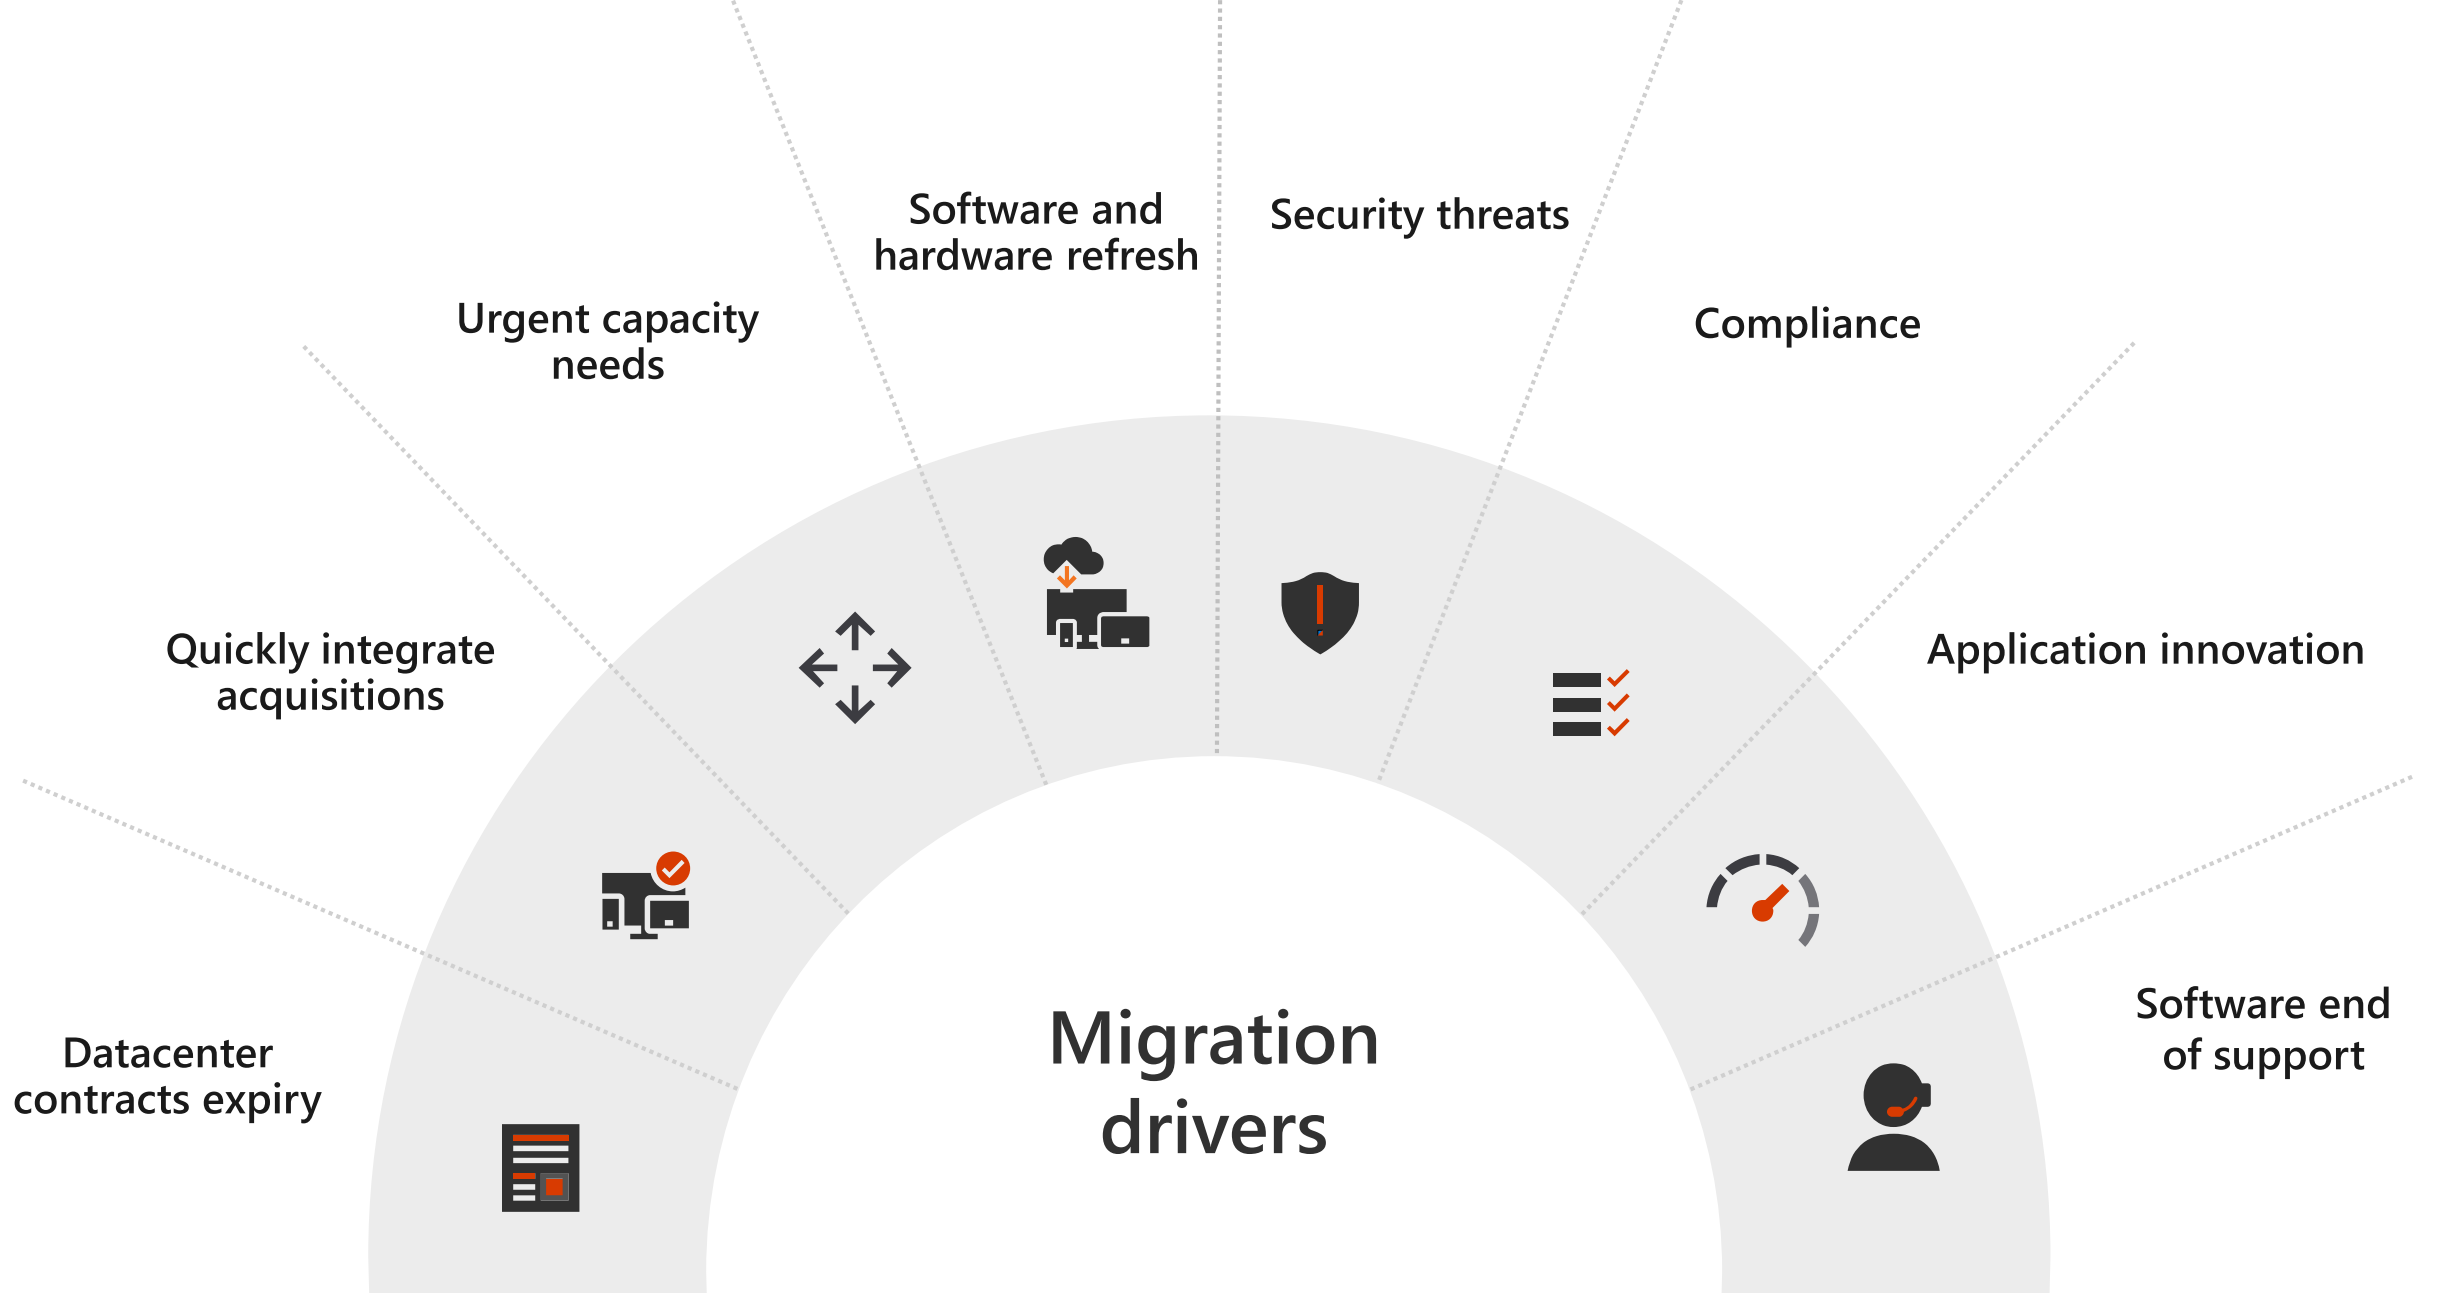 Software and
hardware refresh
Security threats
Urgent capacity
needs
Compliance
Quickly integrate
acquisitions
Application innovation
Datacenter
contracts expiry
Software end
of support
Migration
drivers